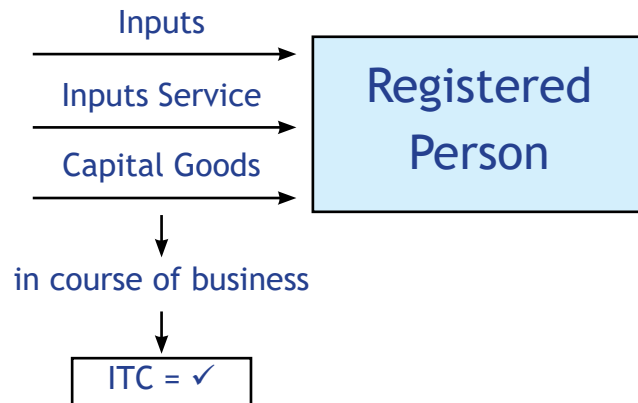 Inputs
Inputs Service
Capital Goods
Registered
Person
in course of business
ITC = ✓